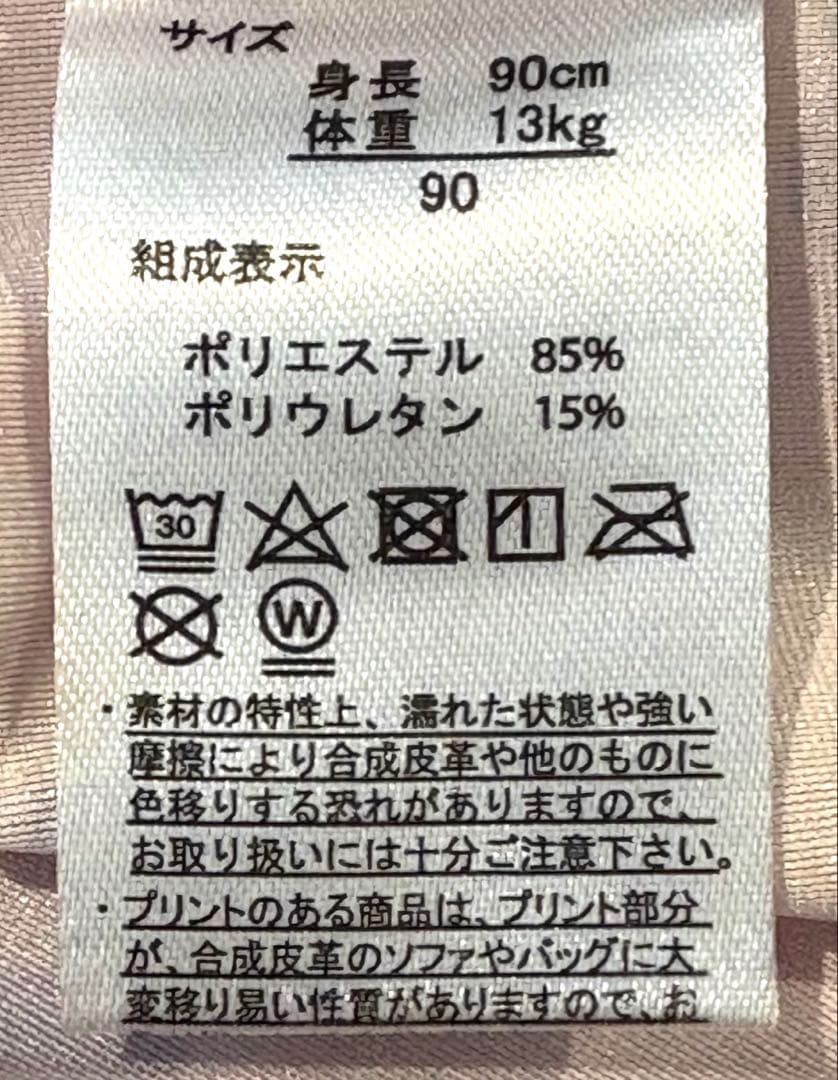 サイズ
身長 90cm
体重 13kg
90
組成表示
ポリエステル 85%
ポリウレタン 15%
30
W
・素材の特性上、濡れた状態や強い
摩擦により合成皮革や他のものに
色移りする恐れがありますので、
お取り扱いには十分ご注意下さい。
・プリントのある商品は、プリント部分
が、合成皮革のソファやバッグに大
変移り易い性質がありますので、お